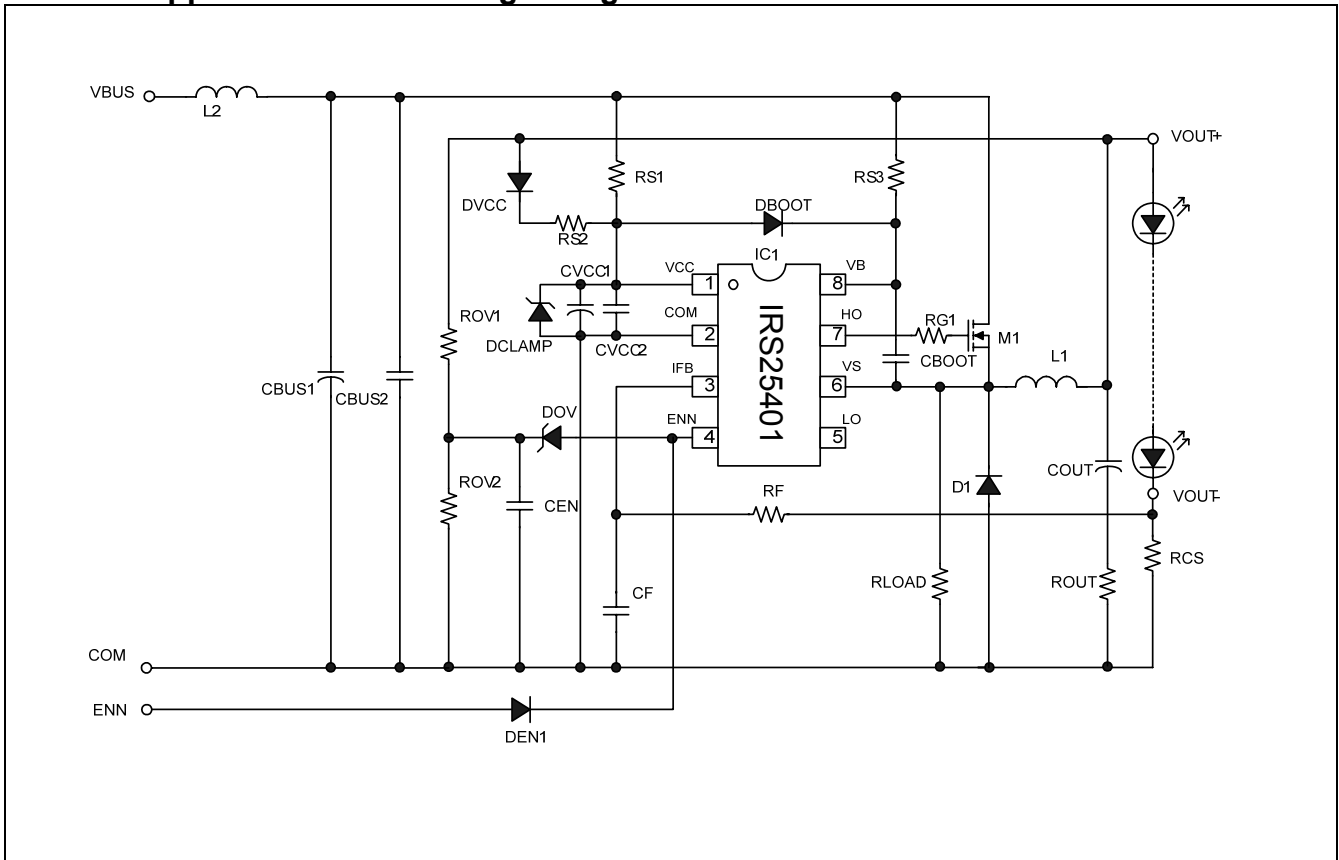 VBUS
L2
VOUT+
RS1
RS3
DVCC
DBOOT
RS2
IC1
CVCC1
VCC
VB
1
8
COM
HO
ROV1
2
7
RG1
M1
DCLAMP
CVCC2
IRS25401
CBOOT
L1
IFB
VS
3
6
CBUS1
CBUS2
DOV
ENN
LO
4
5
COUT
ROV2
RF
D1
VOUT-
CEN
RCS
CF
RLOAD
ROUT
COM
ENN
DEN1